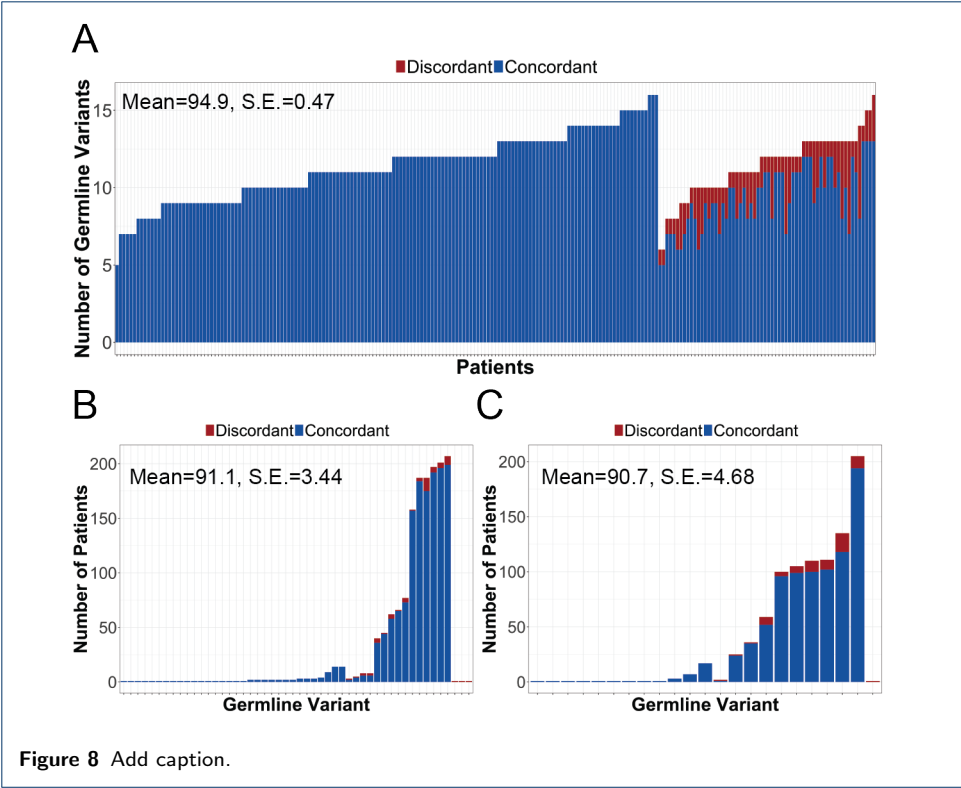 A
Discordant Concordant
Mean=94.9, S.E.=0.47
Number of Germline Variants
15
10
5
0
Patients
B
Discordant Concordant
Mean=91.1, S.E.=3.44
Number of Patients
200
150
100
50
0
Germline Variant
C
Discordant Concordant
Mean=90.7, S.E.=4.68
Number of Patients
200
150
100
50
0
Germline Variant
Figure 8 Add caption.